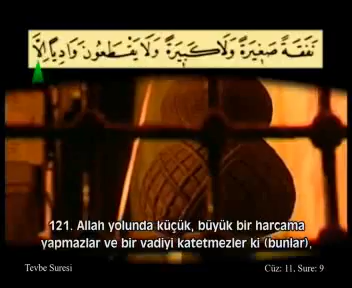 نَفَقَةً صَغِيرَةً وَلَا كَبِيرَةً وَلَا يَقْطَعُونَ وَادِيًا إِلَّا
121. Allah yolunda küçük, büyük bir harcama
yapmazlar ve bir vadiyi katetmezler ki (bunlar),
Tevbe Suresi
Cüz: 11, Sure: 9